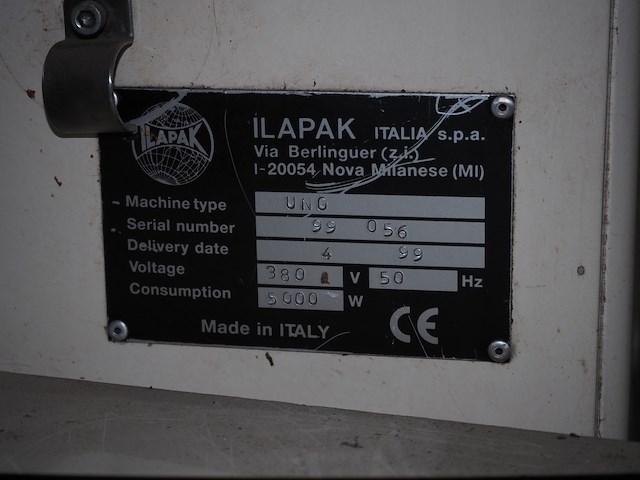 ILAPAK
ILAPAK ITALIA s.p.a.
Via Berlinguer (z.i.)
I-20054 Nova Milanese (MI)
Machine type UNO
Serial number 99 056
Delivery date 4 99
Voltage 380 V 50 Hz
Consumption 5000 W
Made in ITALY CE